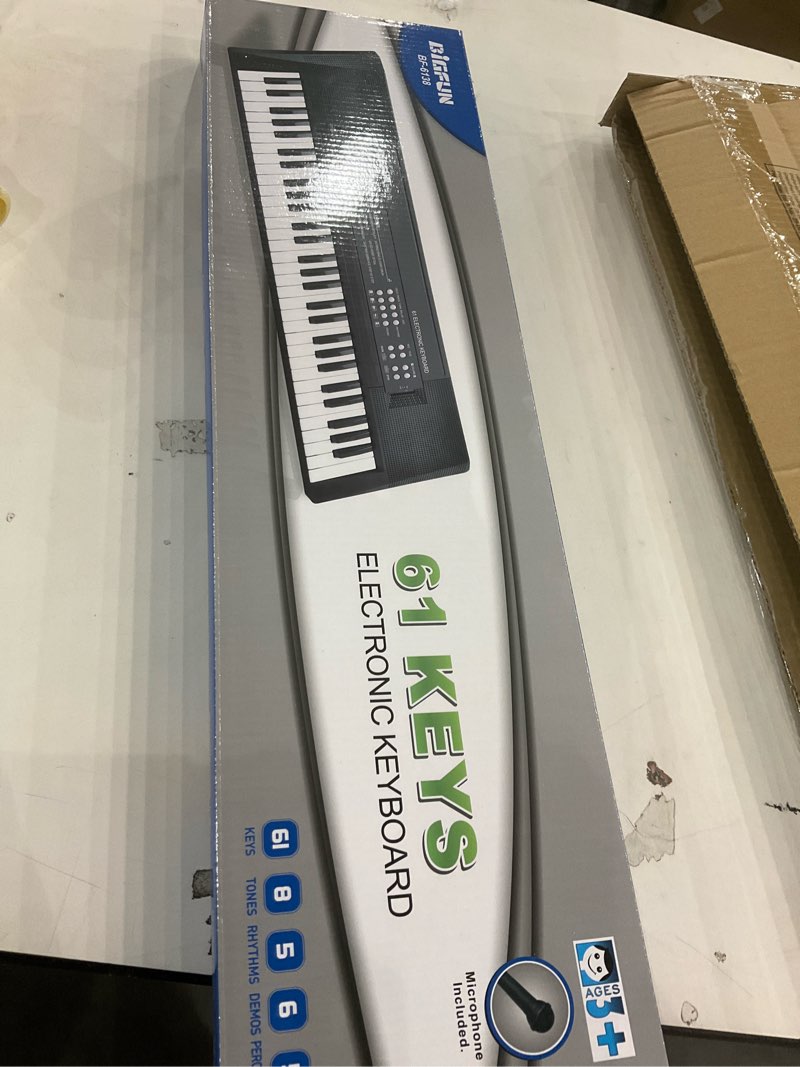 BiGFUN
BF-6138
61 ELECTRONIC KEYBOARD
61 KEYS
ELECTRONIC KEYBOARD
61 8 5 6
KEYS TONES RHYTHMS DEMOS
Microphone
Included.
AGES
3+